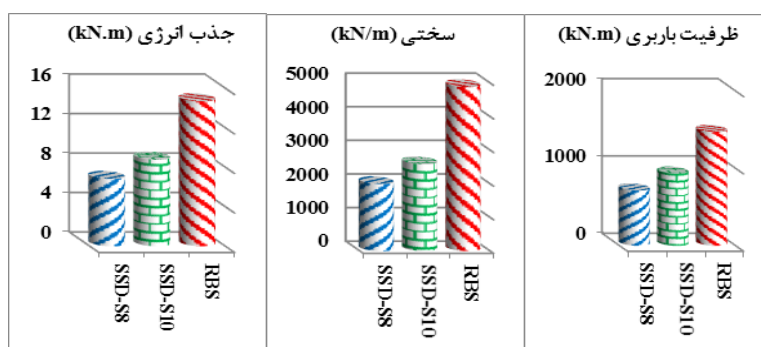 جذب انرژی (kN.m)
16
12
8
4
0
SSD-S8
SSD-S10
RBS
سختی (kN/m)
5000
4000
3000
2000
1000
0
SSD-S8
SSD-S10
RBS
ظرفیت باربری (kN.m)
2000
1000
0
SSD-S8
SSD-S10
RBS